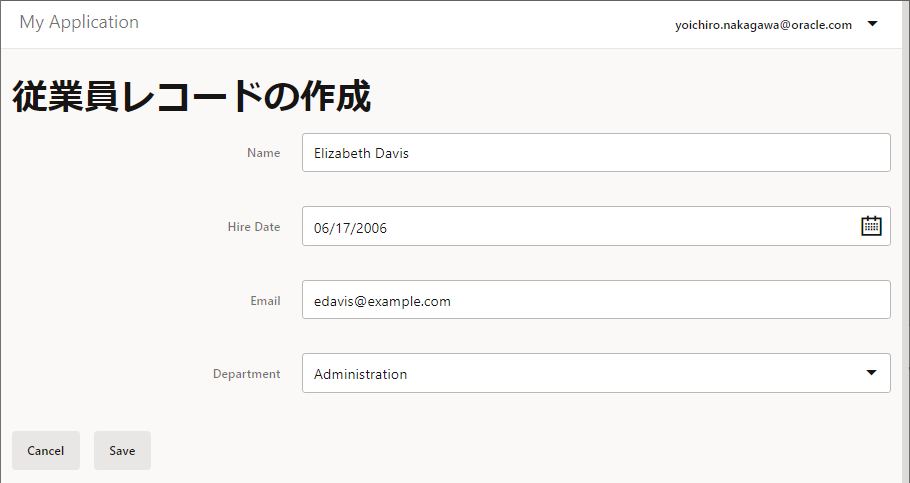 My Application
yoichiro.nakagawa@oracle.com
従業員レコードの作成
Name
Elizabeth Davis
Hire Date
06/17/2006
Email
edavis@example.com
Department
Administration
Cancel
Save